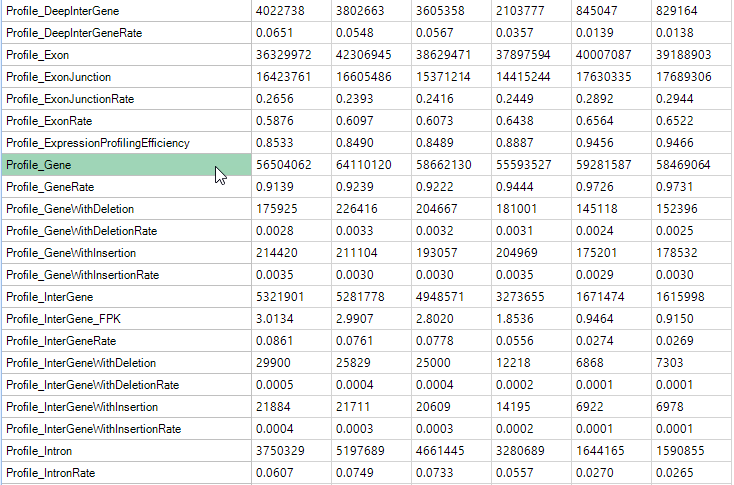 Profile_DeepInterGene 4022738 3802663 3605358 2103777 845047 829164
Profile_DeepInterGeneRate 0.0651 0.0548 0.0567 0.0357 0.0139 0.0138
Profile_Exon 36329972 42306945 38629471 37897594 40007087 39188903
Profile_ExonJunction 16423761 16605486 15371214 14415244 17630335 17689306
Profile_ExonJunctionRate 0.2656 0.2393 0.2416 0.2449 0.2892 0.2944
Profile_ExonRate 0.5876 0.6097 0.6073 0.6438 0.6564 0.6522
Profile_ExpressionProfilingEfficiency 0.8533 0.8490 0.8489 0.8887 0.9456 0.9466
Profile_Gene 56504062 64110120 58662130 55593527 59281587 58469064
Profile_GeneRate 0.9139 0.9239 0.9222 0.9444 0.9726 0.9731
Profile_GeneWithDeletion 175925 226416 204667 181001 145118 152396
Profile_GeneWithDeletionRate 0.0028 0.0033 0.0032 0.0031 0.0024 0.0025
Profile_GeneWithInsertion 214420 211104 193057 204969 175201 178532
Profile_GeneWithInsertionRate 0.0035 0.0030 0.0030 0.0035 0.0029 0.0030
Profile_InterGene 5321901 5281778 4948571 3273655 1671474 1615998
Profile_InterGene_FPK 3.0134 2.9907 2.8020 1.8536 0.9464 0.9150
Profile_InterGeneRate 0.0861 0.0761 0.0778 0.0556 0.0274 0.0269
Profile_InterGeneWithDeletion 29900 25829 25000 12218 6868 7303
Profile_InterGeneWithDeletionRate 0.0005 0.0004 0.0004 0.0002 0.0001 0.0001
Profile_InterGeneWithInsertion 21884 21711 20609 14195 6922 6978
Profile_InterGeneWithInsertionRate 0.0004 0.0003 0.0003 0.0002 0.0001 0.0001
Profile_Intron 3750329 5197689 4661445 3280689 1644165 1590855
Profile_IntronRate 0.0607 0.0749 0.0733 0.0557 0.0270 0.0265